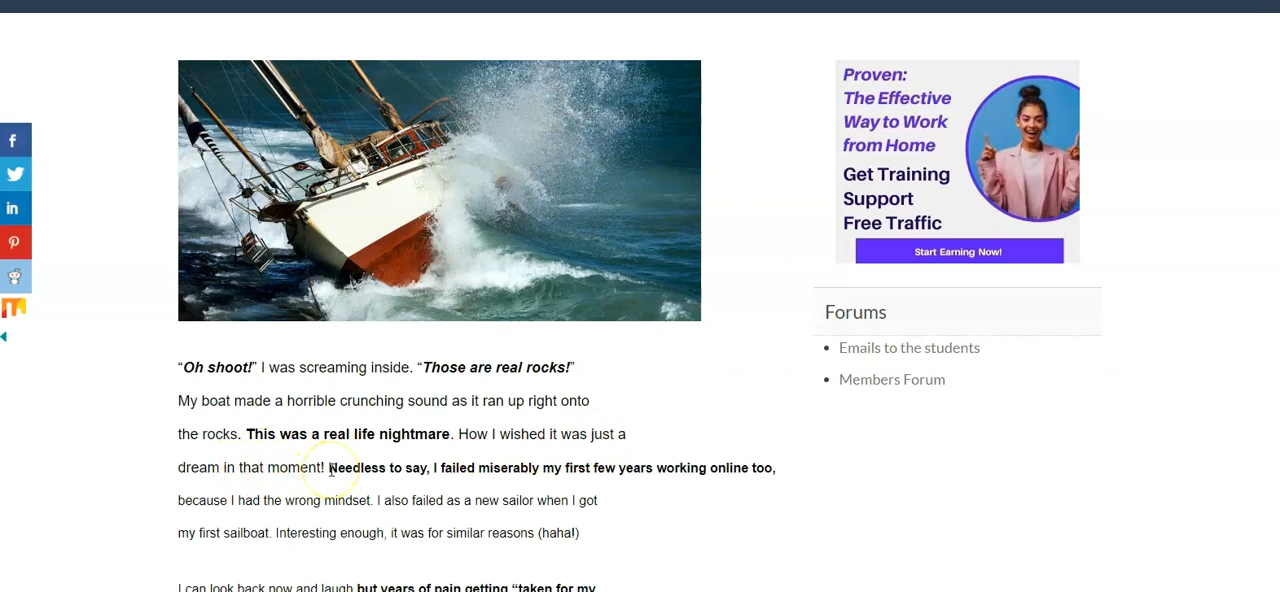 Proven:
The Effective
Way to Work
from Home
Get Training
Support
Free Traffic
Start Earning Now!
Forums
Emails to the students
Members Forum
“Oh shoot!” I was screaming inside. “Those are real rocks!”
My boat made a horrible crunching sound as it ran up right onto
the rocks. This was a real life nightmare. How I wished it was just a
dream in that moment! Needless to say, I failed miserably my first few years working online too,
because I had the wrong mindset. I also failed as a new sailor when I got
my first sailboat. Interesting enough, it was for similar reasons (haha!)
I can look back now and laugh but years of pain getting “taken for my